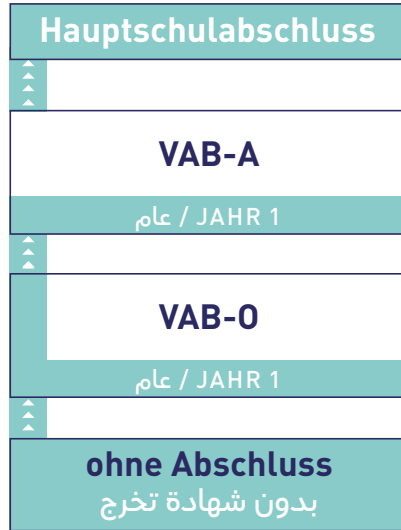 Hauptschulabschluss
VAB-A
عام / JAHR 1
VAB-O
عام / JAHR 1
ohne Abschluss
بدون شهادة تخرج